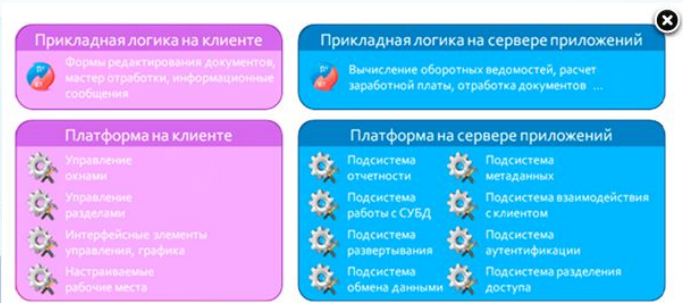 Прикладная логика на клиенте
Формы редактирования документов,
мастер отработки, информационные
сообщения
Прикладная логика на сервере приложений
Вычисление оборотных ведомостей, расчет
заработной платы, отработка документов ...
Платформа на клиенте
Управление
окнами
Управление
разделами
Интерфейсные элементы
управления, графика
Настраиваемые
рабочие места
Платформа на сервере приложений
Подсистема
отчетности
Подсистема
работы с СУБД
Подсистема
развертывания
Подсистема
обмена данными
Подсистема
метаданных
Подсистема взаимодействия
с клиентом
Подсистема
аутентификации
Подсистема разделения
доступа